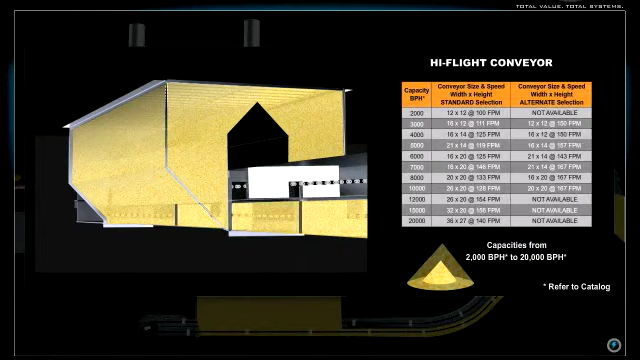 TOTAL VALUE. TOTAL SYSTEMS.
HI-FLIGHT CONVEYOR
Capacity BPH* Conveyor Size & Speed Width x Height STANDARD Selection Conveyor Size & Speed Width x Height ALTERNATE Selection
2000 12 x 12 @ 100 FPM NOT AVAILABLE
3000 16 x 12 @ 111 FPM 12 x 12 @ 150 FPM
4000 16 x 14 @ 125 FPM 16 x 12 @ 150 FPM
5000 21 x 14 @ 119 FPM 16 x 14 @ 157 FPM
6000 16 x 20 @ 125 FPM 21 x 14 @ 143 FPM
7000 16 x 20 @ 146 FPM 21 x 14 @ 167 FPM
8000 20 x 20 @ 133 FPM 16 x 20 @ 167 FPM
10000 26 x 20 @ 128 FPM 20 x 20 @ 167 FPM
12000 26 x 20 @ 154 FPM NOT AVAILABLE
15000 32 x 20 @ 156 FPM NOT AVAILABLE
20000 36 x 27 @ 140 FPM NOT AVAILABLE
Capacities from
2,000 BPH* to 20,000 BPH*
* Refer to Catalog